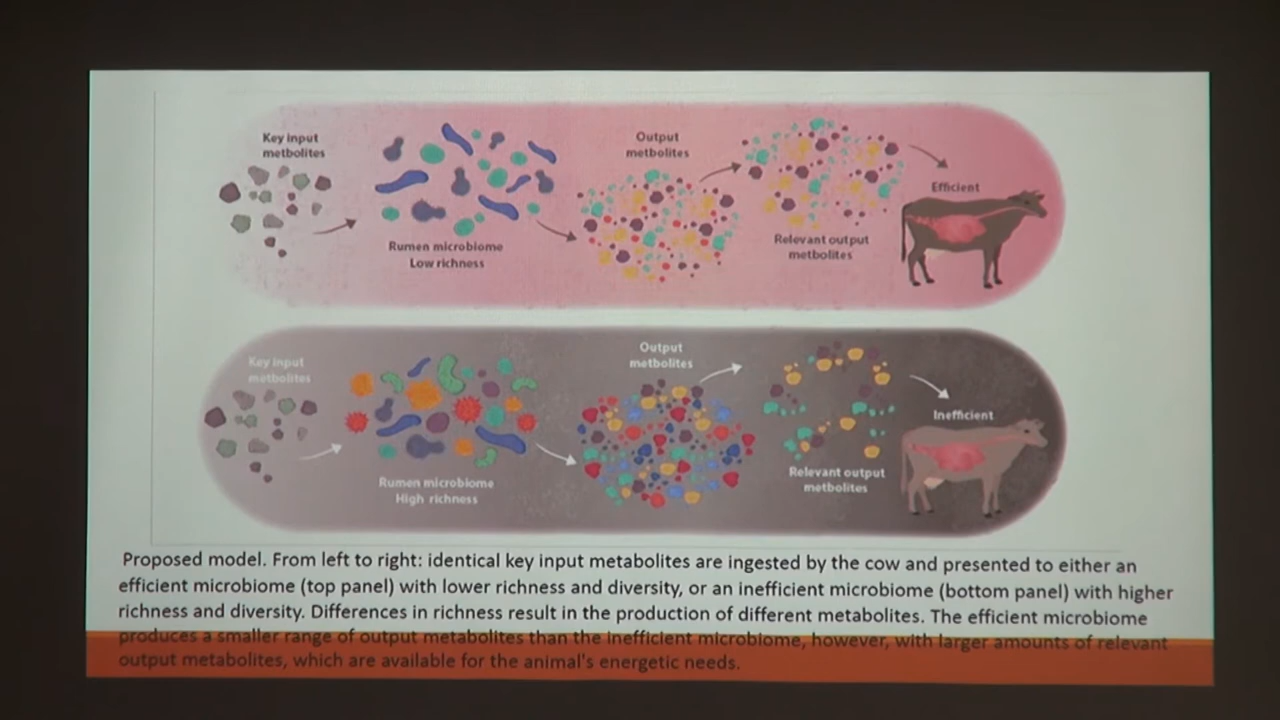 Key input
metbolites
Rumen microbiome
Low richness
Output
metbolites
Relevant output
metbolites
Efficient
Key input
metbolites
Rumen microbiome
High richness
Output
metbolites
Relevant output
metbolites
Inefficient
Proposed model. From left to right: identical key input metabolites are ingested by the cow and presented to either an
efficient microbiome (top panel) with lower richness and diversity, or an inefficient microbiome (bottom panel) with higher
richness and diversity. Differences in richness result in the production of different metabolites. The efficient microbiome
produces a smaller range of output metabolites than the inefficient microbiome, however, with larger amounts of relevant
output metabolites, which are available for the animal's energetic needs.